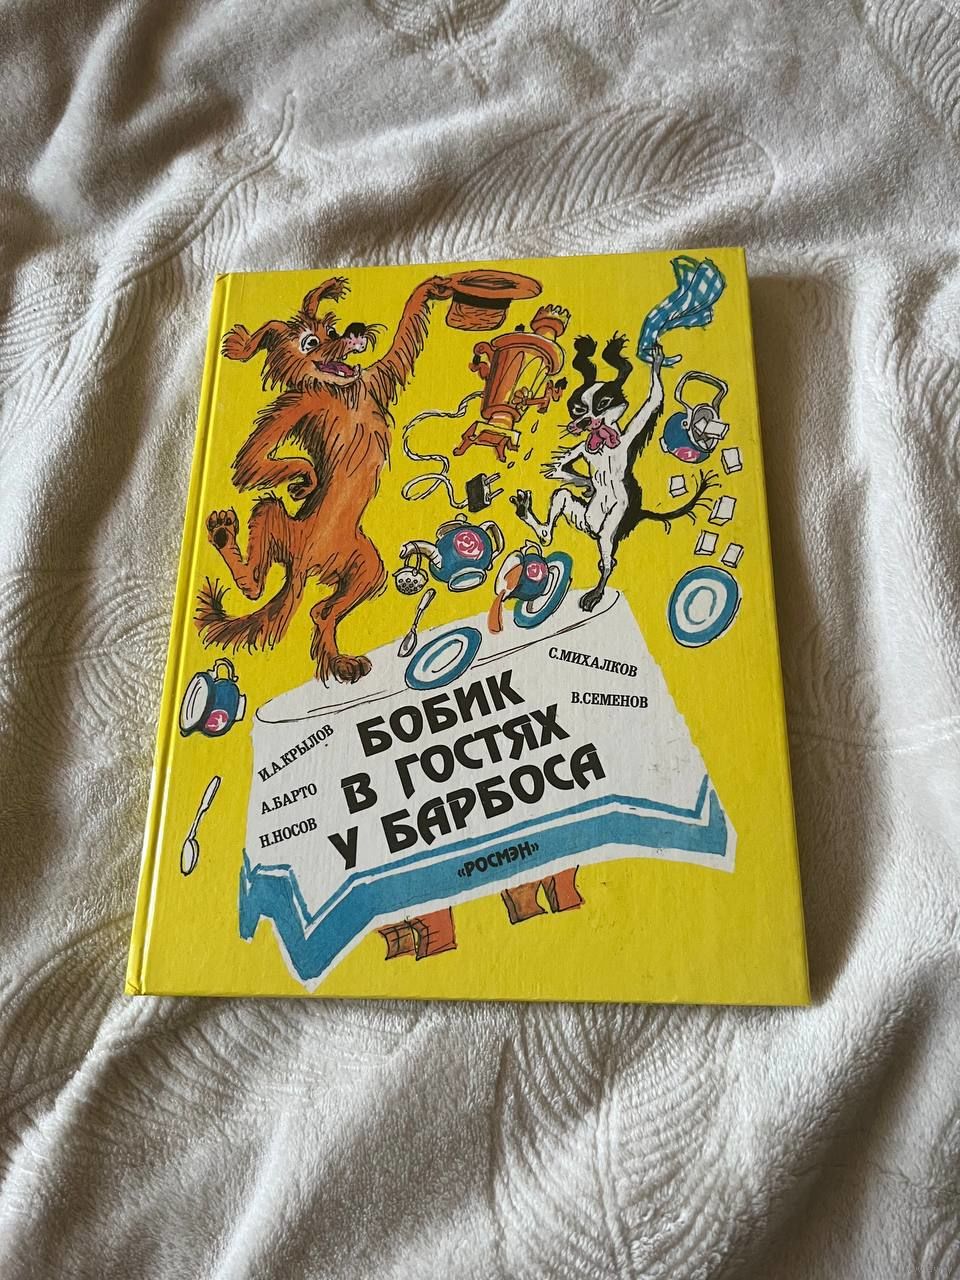 И.А.КРЫЛОВ
А.БАРТО
Н.НОСОВ
С.МИХАЛКОВ
В.СЕМЕНОВ
БОБИК
В ГОСТЯХ
У БАРБОСА
«РОСМЭН»